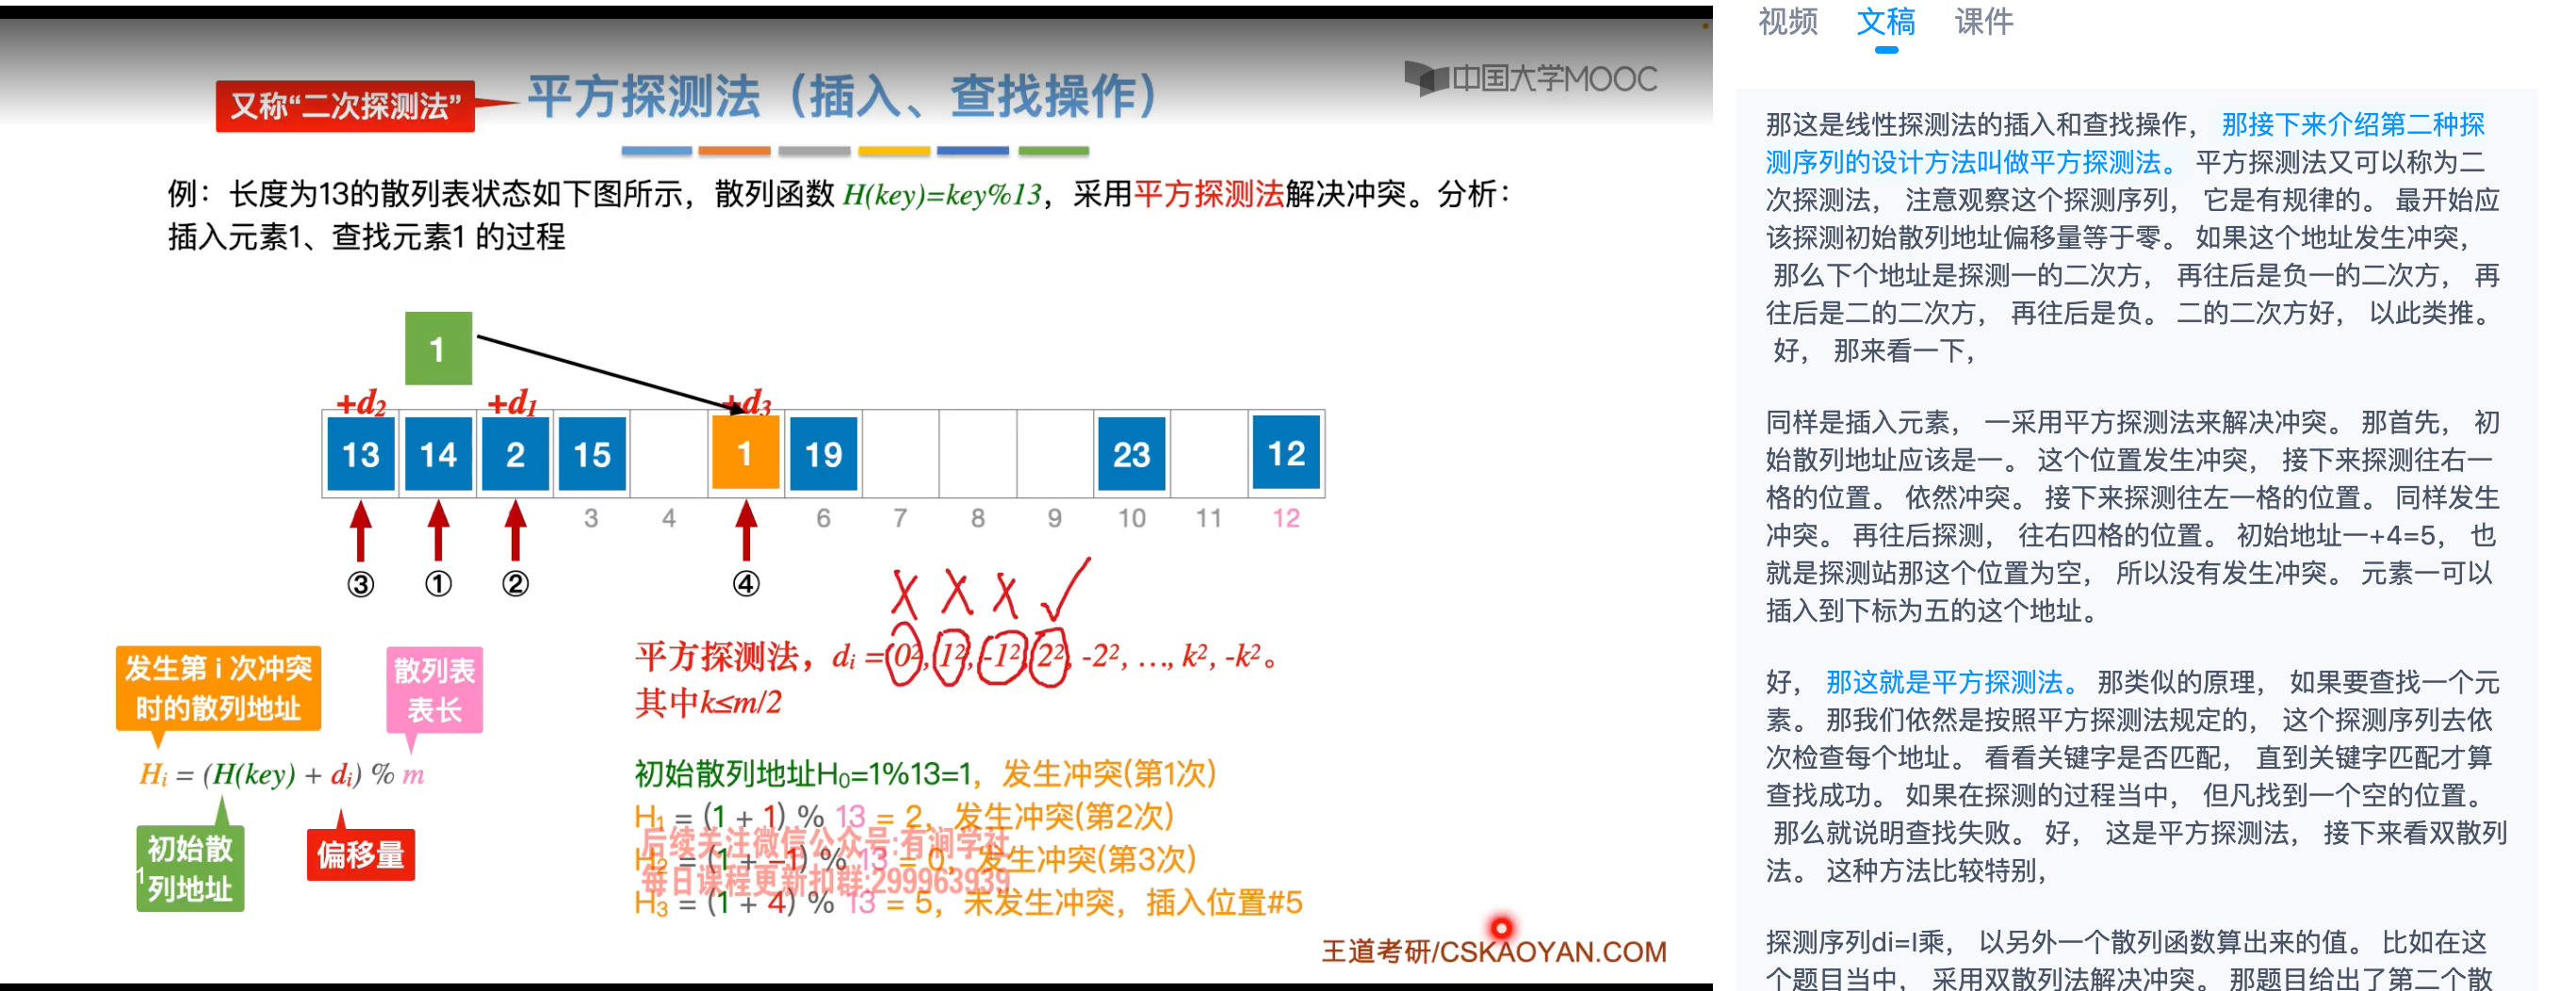 又称“二次探测法”
平方探测法（插入、查找操作）
中国大学MOOC
例：长度为13的散列表状态如下图所示，散列函数 H(key)=key%13，采用平方探测法解决冲突。分析：
插入元素1、查找元素1 的过程
1
+d₂ +d₁ +d₃
13 14 2 15 1 19 23 12
3 4 6 7 8 9 10 11 12
③ ① ② ④
平方探测法，dᵢ = 0², 1², -1², 2², -2², …, k², -k²。
其中k≤m/2
发生第 i 次冲突
时的散列地址
散列表
表长
Hᵢ = (H(key) + dᵢ) % m
初始散
列地址
1
偏移量
初始散列地址H₀=1%13=1，发生冲突(第1次)
H₁ = (1 + 1) % 13 = 2，发生冲突(第2次)
后续关注微信公众号:有涧学社
H₂ = (1 + −1) % 13 = 0，发生冲突(第3次)
每日课程更新扣群:299963939
H₃ = (1 + 4) % 13 = 5，未发生冲突，插入位置#5
王道考研/CSKAOYAN.COM
视频 文稿 课件
那这是线性探测法的插入和查找操作， 那接下来介绍第二种探
测序列的设计方法叫做平方探测法。 平方探测法又可以称为二
次探测法， 注意观察这个探测序列， 它是有规律的。 最开始应
该探测初始散列地址偏移量等于零。 如果这个地址发生冲突，
那么下个地址是探测一的二次方， 再往后是负一的二次方， 再
往后是二的二次方， 再往后是负。 二的二次方好， 以此类推。
好， 那来看一下，
同样是插入元素， 一采用平方探测法来解决冲突。 那首先， 初
始散列地址应该是一。 这个位置发生冲突， 接下来探测往右一
格的位置。 依然冲突。 接下来探测往左一格的位置。 同样发生
冲突。 再往后探测， 往右四格的位置。 初始地址一+4=5， 也
就是探测站那这个位置为空， 所以没有发生冲突。 元素一可以
插入到下标为五的这个地址。
好， 那这就是平方探测法。 那类似的原理， 如果要查找一个元
素。 那我们依然是按照平方探测法规定的， 这个探测序列去依
次检查每个地址。 看看关键字是否匹配， 直到关键字匹配才算
查找成功。 如果在探测的过程当中， 但凡找到一个空的位置。
那么就说明查找失败。 好， 这是平方探测法， 接下来看双散列
法。 这种方法比较特别，
探测序列di=I乘， 以另外一个散列函数算出来的值。 比如在这
个题目当中， 采用双散列法解决冲突。 那题目给出了第二个散